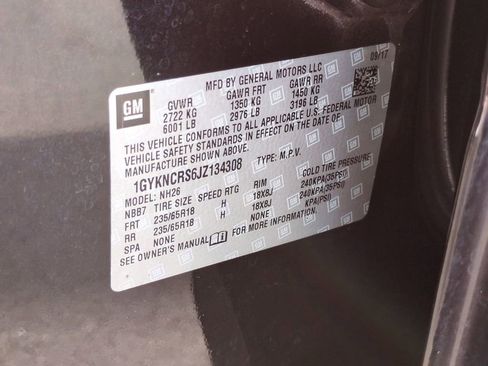 09/17
MFD BY GENERAL MOTORS LLC
GM
GVWR GAWR FRT GAWR RR
2722 KG 1350 KG 1450 KG
6001 LB 2976 LB 3196 LB
THIS VEHICLE CONFORMS TO ALL APPLICABLE U.S. FEDERAL MOTOR
VEHICLE SAFETY STANDARDS IN EFFECT ON THE DATE OF
MANUFACTURE SHOWN ABOVE.
1GYKNCRS6JZ134308 TYPE: M.P.V.
MODEL: NH26
NBB7 TIRE SIZE SPEED RTG RIM COLD TIRE PRESSURE
FRT 235/65R18 H 18X8J 240KPA(35PSI)
RR 235/65R18 H 18X8J 240KPA(35PSI)
SPA NONE NONE KPA(PSI)
SEE OWNER'S MANUAL FOR MORE INFORMATION.